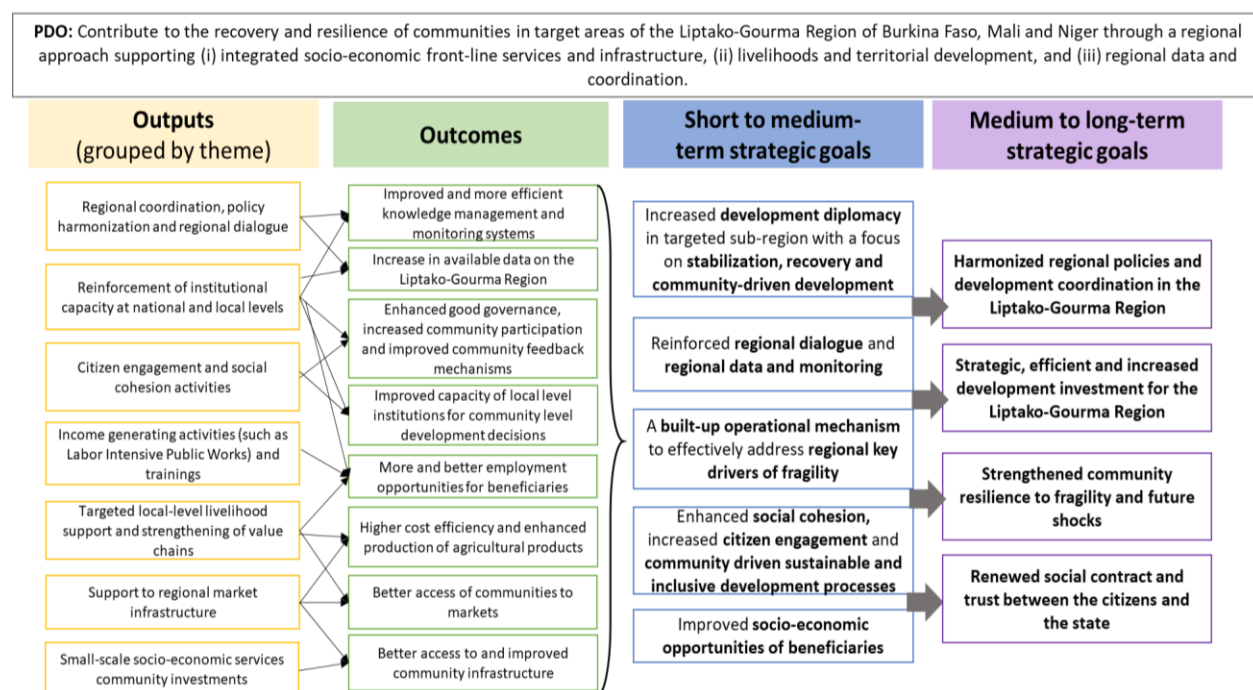 PDO: Contribute to the recovery and resilience of communities in target areas of the Liptako-Gourma Region of Burkina Faso, Mali and Niger through a regional
approach supporting (i) integrated socio-economic front-line services and infrastructure, (ii) livelihoods and territorial development, and (iii) regional data and
coordination.
Outputs
(grouped by theme)
Regional coordination, policy
harmonization and regional dialogue
Reinforcement of institutional
capacity at national and local levels
Citizen engagement and social
cohesion activities
Income generating activities (such as
Labor Intensive Public Works) and
trainings
Targeted local-level livelihood
support and strengthening of value
chains
Support to regional market
infrastructure
Small-scale socio-economic services
community investments
Outcomes
Improved and more efficient
knowledge management and
monitoring systems
Increase in available data on the
Liptako-Gourma Region
Enhanced good governance,
increased community participation
and improved community feedback
mechanisms
Improved capacity of local level
institutions for community level
development decisions
More and better employment
opportunities for beneficiaries
Higher cost efficiency and enhanced
production of agricultural products
Better access of communities to
markets
Better access to and improved
community infrastructure
Short to medium-
term strategic goals
Increased development diplomacy
in targeted sub-region with a focus
on stabilization, recovery and
community-driven development
Reinforced regional dialogue and
regional data and monitoring
A built-up operational mechanism
to effectively address regional key
drivers of fragility
Enhanced social cohesion,
increased citizen engagement and
community driven sustainable and
inclusive development processes
Improved socio-economic
opportunities of beneficiaries
Medium to long-term
strategic goals
Harmonized regional policies and
development coordination in the
Liptako-Gourma Region
Strategic, efficient and increased
development investment for the
Liptako-Gourma Region
Strengthened community
resilience to fragility and future
shocks
Renewed social contract and
trust between the citizens and
the state